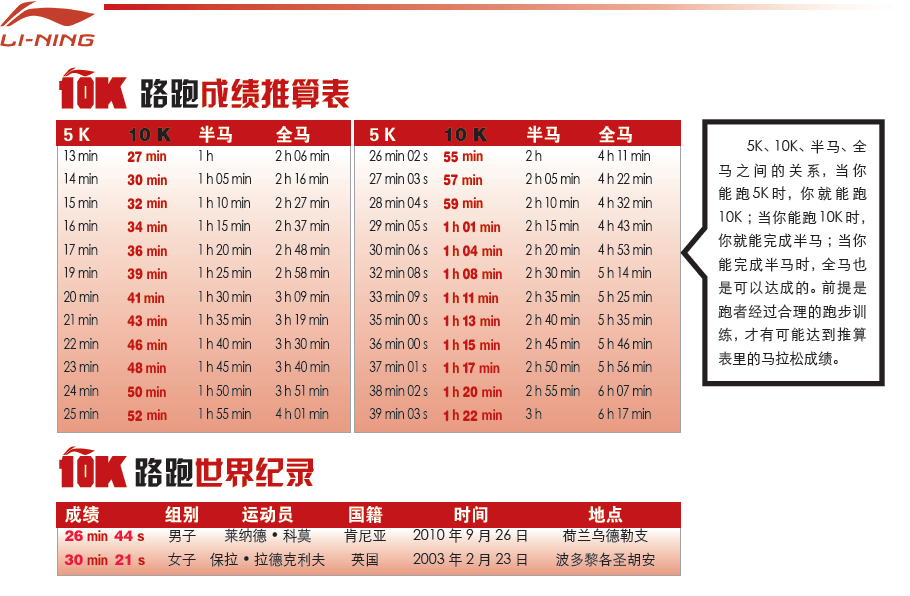 LI-NING
10K 路跑成绩推算表
5 K 10 K 半马 全马 5 K 10 K 半马 全马
13 min 27 min 1 h 2 h 06 min 26 min 02 s 55 min 2 h 4 h 11 min
14 min 30 min 1 h 05 min 2 h 16 min 27 min 03 s 57 min 2 h 05 min 4 h 22 min
15 min 32 min 1 h 10 min 2 h 27 min 28 min 04 s 59 min 2 h 10 min 4 h 32 min
16 min 34 min 1 h 15 min 2 h 37 min 29 min 05 s 1 h 01 min 2 h 15 min 4 h 43 min
17 min 36 min 1 h 20 min 2 h 48 min 30 min 06 s 1 h 04 min 2 h 20 min 4 h 53 min
19 min 39 min 1 h 25 min 2 h 58 min 32 min 08 s 1 h 08 min 2 h 30 min 5 h 14 min
20 min 41 min 1 h 30 min 3 h 09 min 33 min 09 s 1 h 11 min 2 h 35 min 5 h 25 min
21 min 43 min 1 h 35 min 3 h 19 min 35 min 00 s 1 h 13 min 2 h 40 min 5 h 35 min
22 min 46 min 1 h 40 min 3 h 30 min 36 min 00 s 1 h 15 min 2 h 45 min 5 h 46 min
23 min 48 min 1 h 45 min 3 h 40 min 37 min 01 s 1 h 17 min 2 h 50 min 5 h 56 min
24 min 50 min 1 h 50 min 3 h 51 min 38 min 02 s 1 h 20 min 2 h 55 min 6 h 07 min
25 min 52 min 1 h 55 min 4 h 01 min 39 min 03 s 1 h 22 min 3 h 6 h 17 min
5K、10K、半马、全
马之间的关系，当你
能跑5K时，你就能跑
10K；当你能跑10K时，
你就能完成半马；当你
能完成半马时，全马也
是可以达成的。前提是
跑者经过合理的跑步训
练，才有可能达到推算
表里的马拉松成绩。
10K 路跑世界纪录
成绩 组别 运动员 国籍 时间 地点
26 min 44 s 男子 莱纳德•科莫 肯尼亚 2010 年 9 月 26 日 荷兰乌德勒支
30 min 21 s 女子 保拉•拉德克利夫 英国 2003 年 2 月 23 日 波多黎各圣胡安